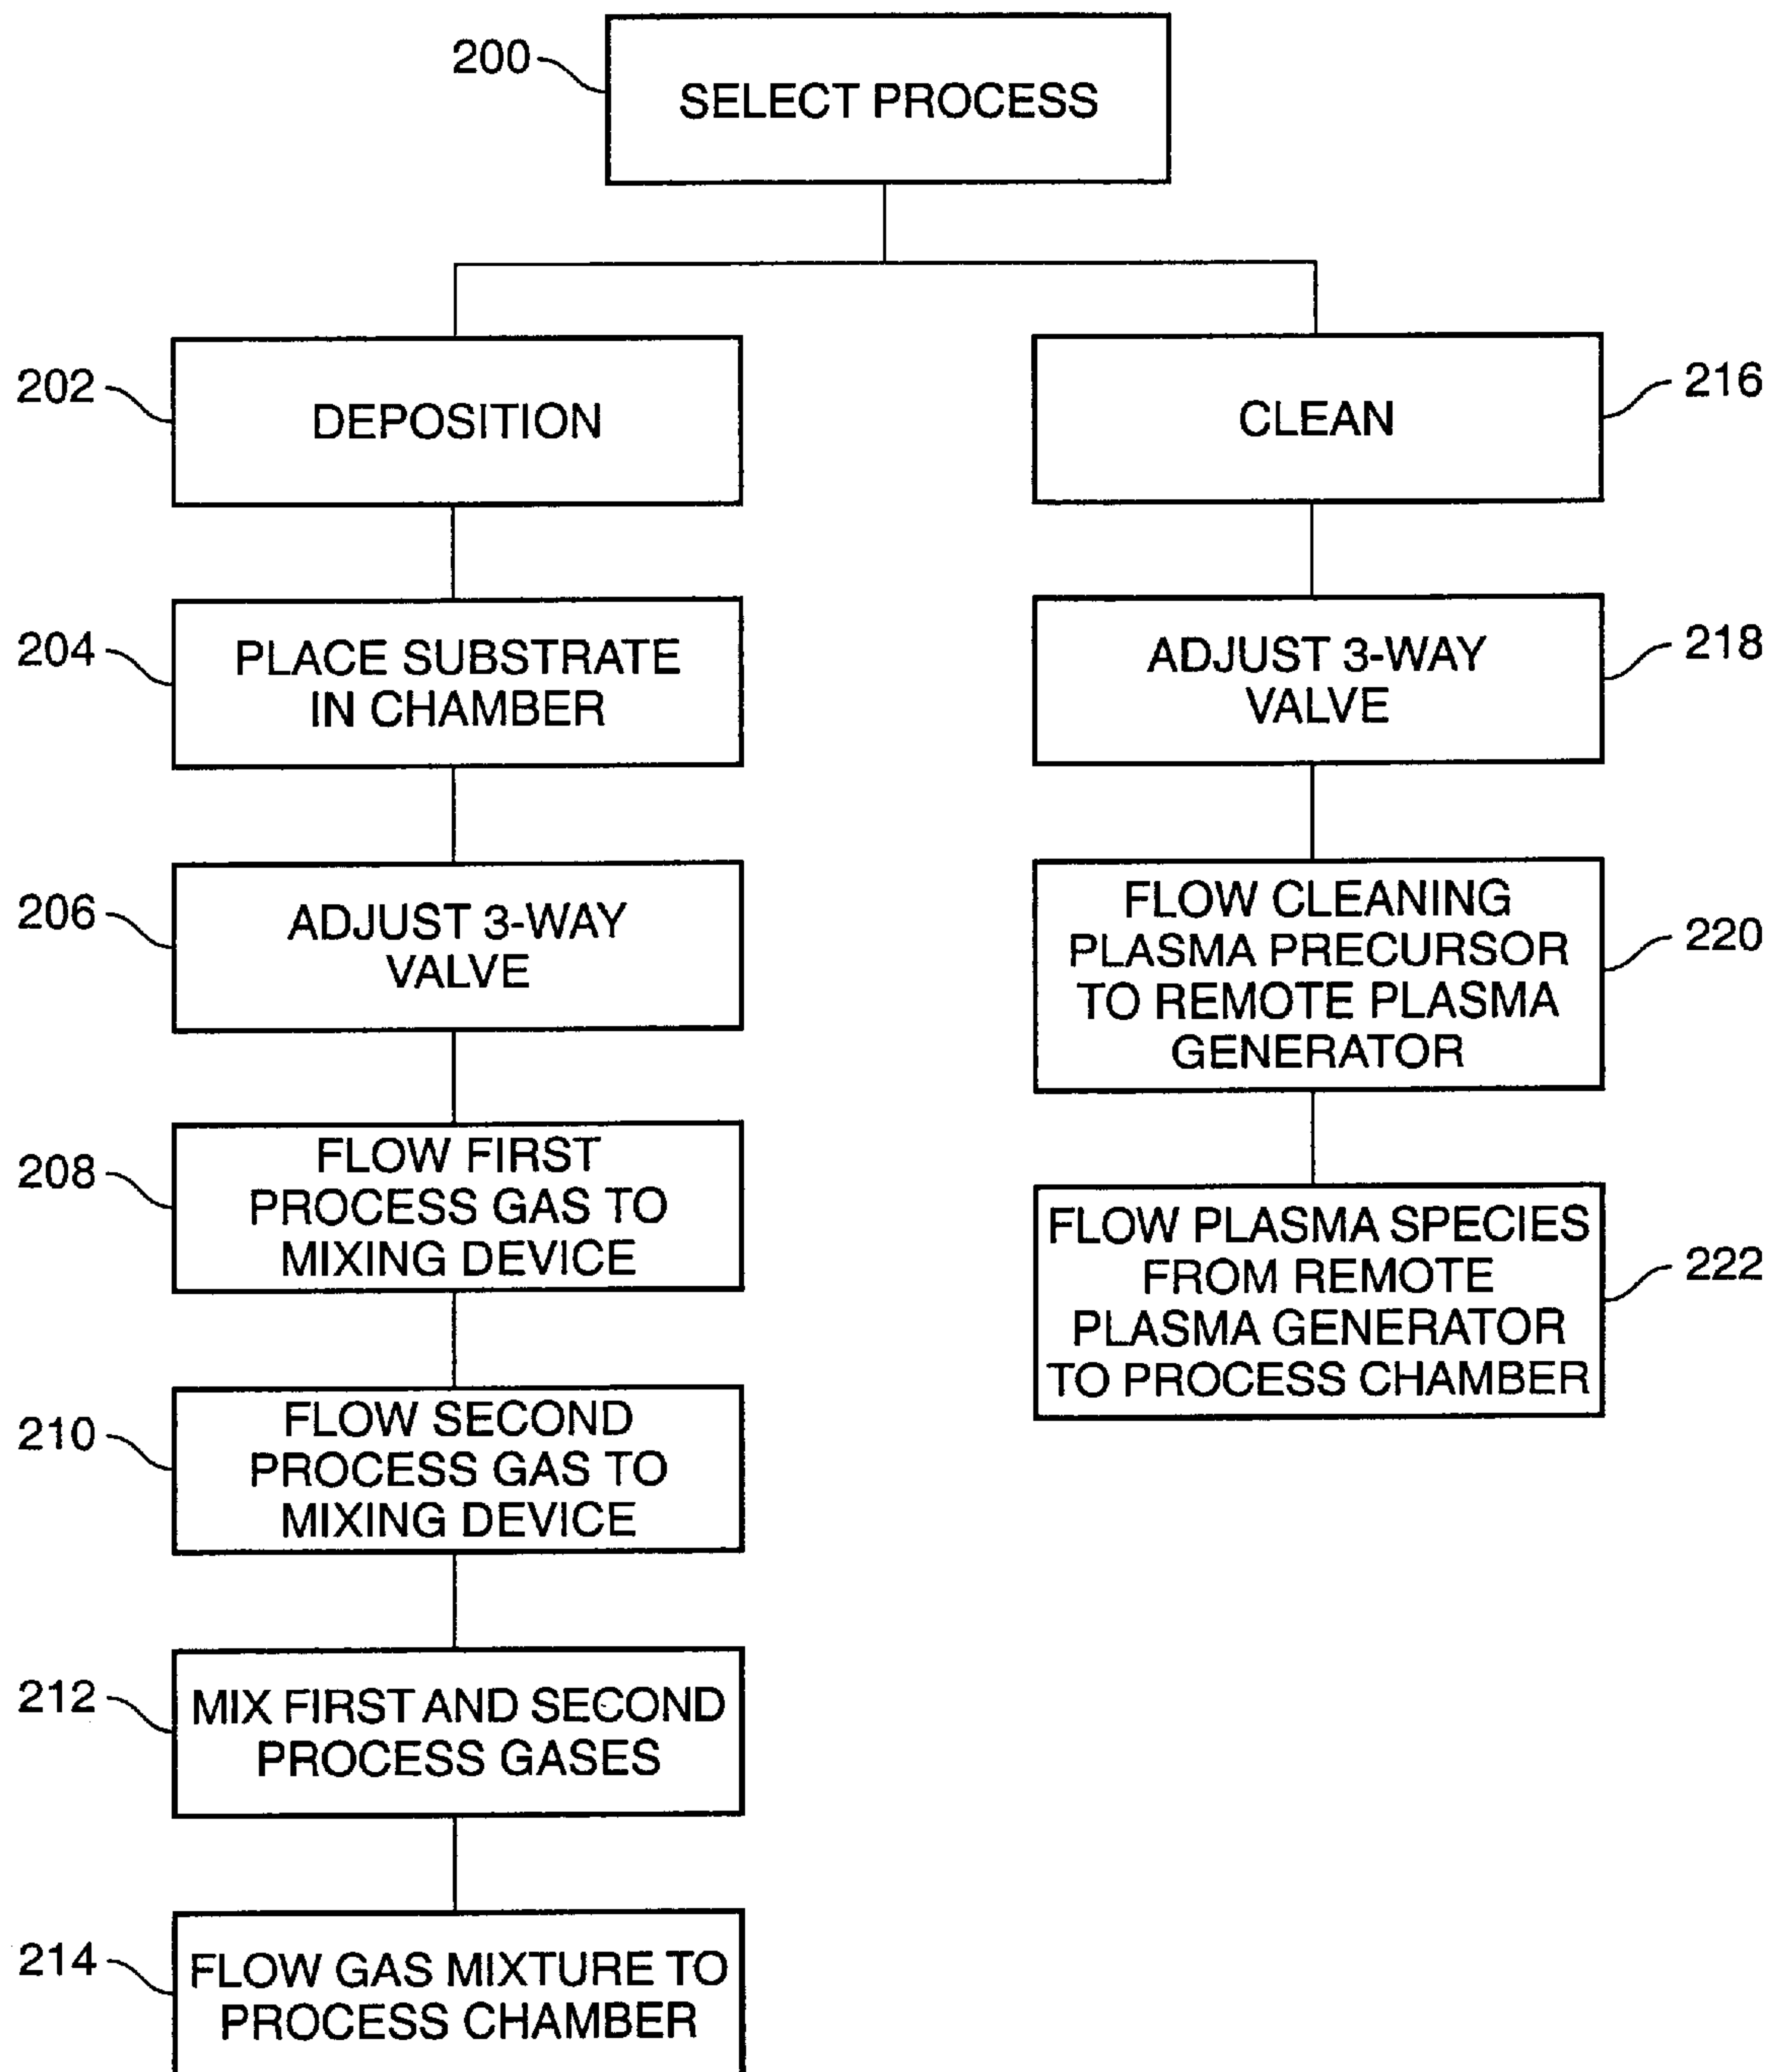 200
SELECT PROCESS
202
DEPOSITION
204
PLACE SUBSTRATE
IN CHAMBER
206
ADJUST 3-WAY
VALVE
208
FLOW FIRST
PROCESS GAS TO
MIXING DEVICE
210
FLOW SECOND
PROCESS GAS TO
MIXING DEVICE
212
MIX FIRST AND SECOND
PROCESS GASES
214
FLOW GAS MIXTURE TO
PROCESS CHAMBER
CLEAN
216
ADJUST 3-WAY
VALVE
218
FLOW CLEANING
PLASMA PRECURSOR
TO REMOTE PLASMA
GENERATOR
220
FLOW PLASMA SPECIES
FROM REMOTE
PLASMA GENERATOR
TO PROCESS CHAMBER
222